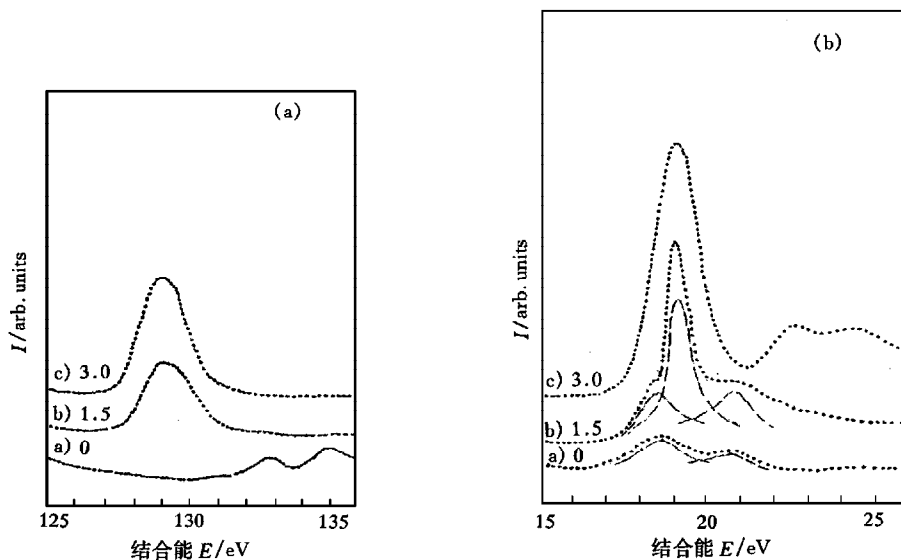 (a)
I/arb. units
c) 3.0
b) 1.5
a) 0
125
130
135
结合能 E/eV
(b)
I/arb. units
c) 3.0
b) 1.5
a) 0
15
20
25
结合能 E/eV